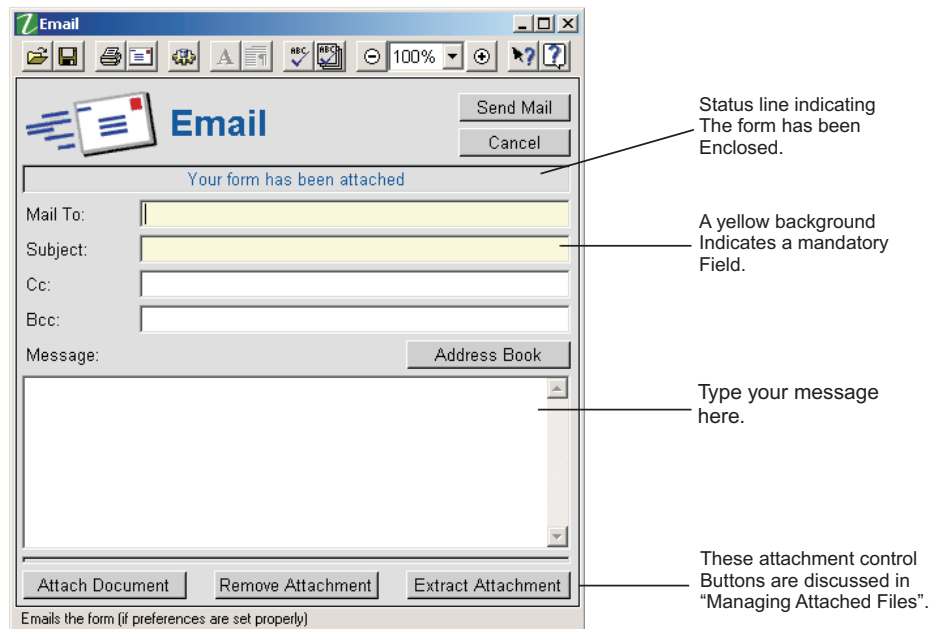 Email
ABC
ABC
100%
?
?
A
Email
Send Mail
Cancel
Your form has been attached
Mail To:
Subject:
Cc:
Bcc:
Message:
Address Book
Attach Document
Remove Attachment
Extract Attachment
Emails the form (if preferences are set properly)
Status line indicating
The form has been
Enclosed.
A yellow background
Indicates a mandatory
Field.
Type your message
here.
These attachment control
Buttons are discussed in
“Managing Attached Files”.